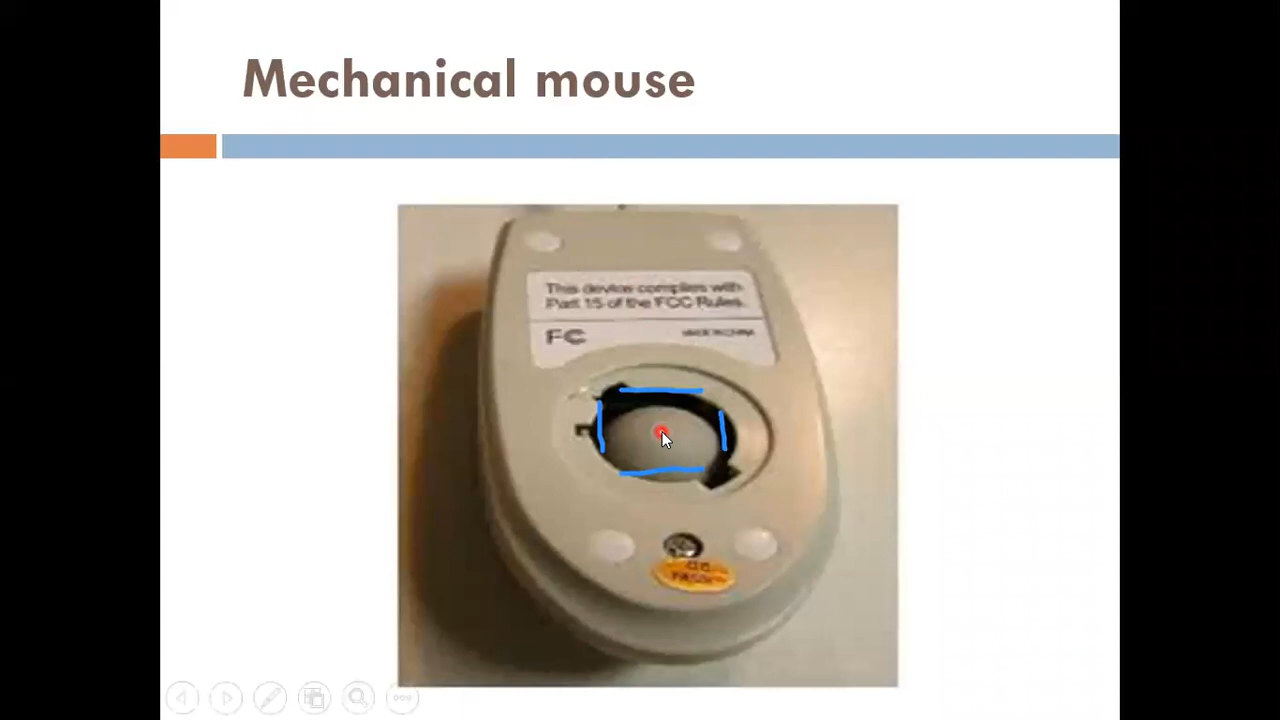 Mechanical mouse
This device complies with
Part 15 of the FCC Rules.
FC
MADE IN CHINA